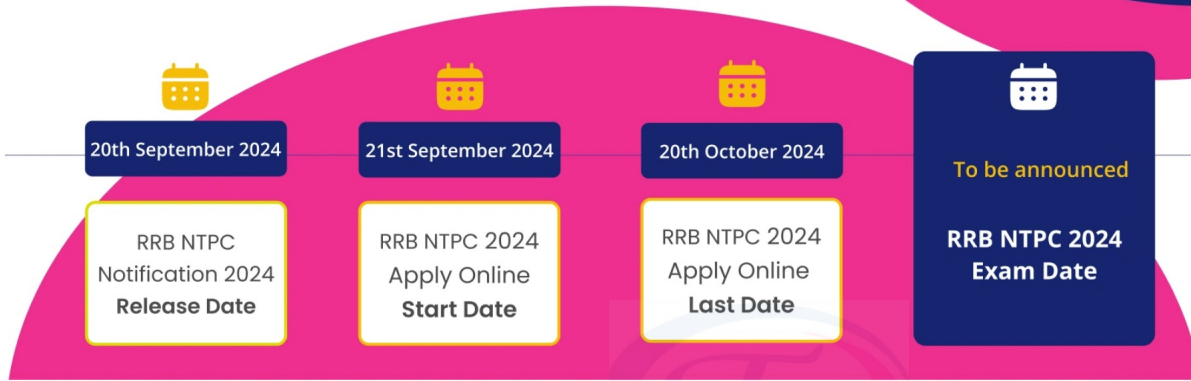 20th September 2024
RRB NTPC
Notification 2024
Release Date
21st September 2024
RRB NTPC 2024
Apply Online
Start Date
20th October 2024
RRB NTPC 2024
Apply Online
Last Date
To be announced
RRB NTPC 2024
Exam Date